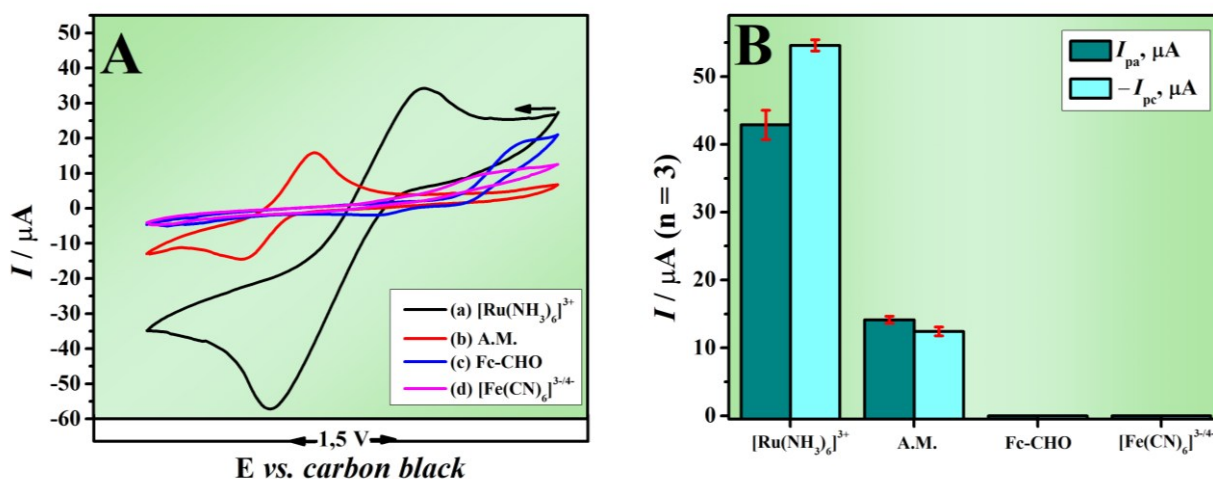 A
50
40
30
20
10
0
-10
-20
-30
-40
-50
-60
I / μA
(a) [Ru(NH₃)₆]³⁺
(b) A.M.
(c) Fc-CHO
(d) [Fe(CN)₆]³⁻/⁴⁻
1,5 V
E vs. carbon black
B
I_pa, μA
– I_pc, μA
50
40
30
20
10
0
I / μA (n = 3)
[Ru(NH₃)₆]³⁺
A.M.
Fc-CHO
[Fe(CN)₆]³⁻/⁴⁻